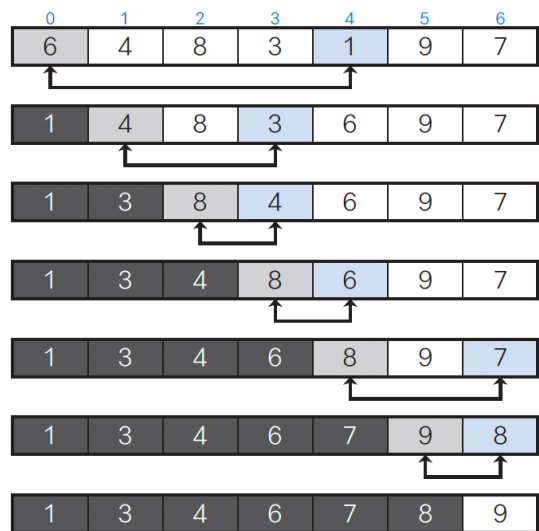 0 1 2 3 4 5 6
6 4 8 3 1 9 7
1 4 8 3 6 9 7
1 3 8 4 6 9 7
1 3 4 8 6 9 7
1 3 4 6 8 9 7
1 3 4 6 7 9 8
1 3 4 6 7 8 9